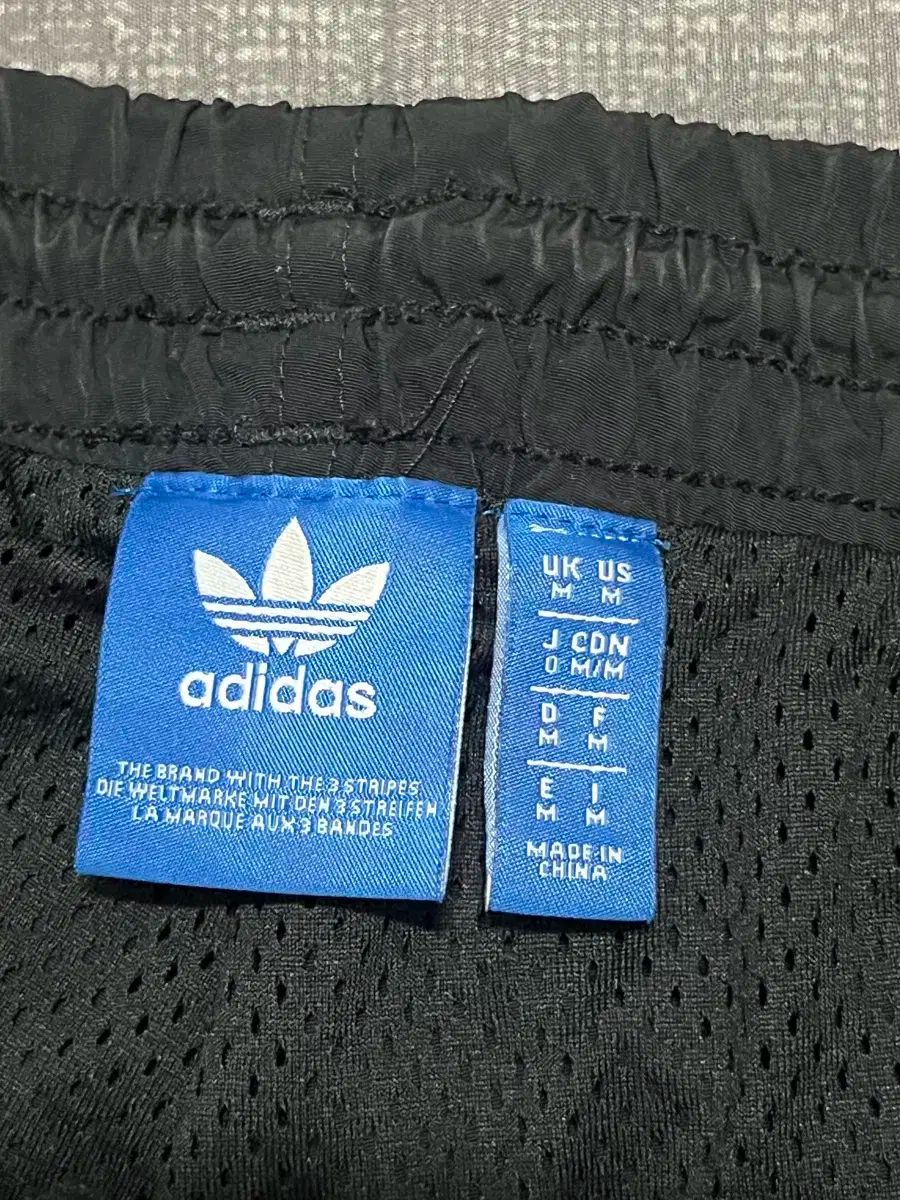 adidas
THE BRAND WITH THE 3 STRIPES
DIE WELTMARKE MIT DEN 3 STREIFEN
LA MARQUE AUX 3 BANDES
UK US
M M
J CDN
O M/M
D F
M M
E I
M M
MADE IN
CHINA